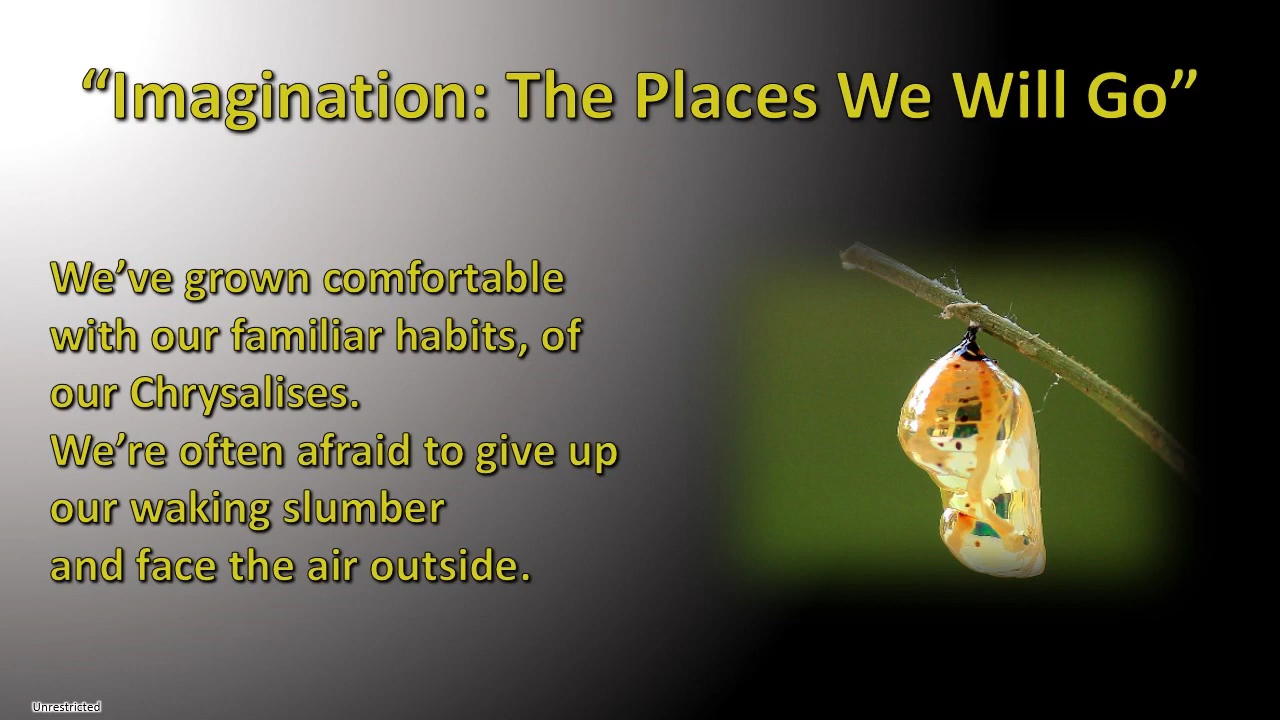 “Imagination: The Places We Will Go”
We’ve grown comfortable
with our familiar habits, of
our Chrysalises.
We’re often afraid to give up
our waking slumber
and face the air outside.
Unrestricted